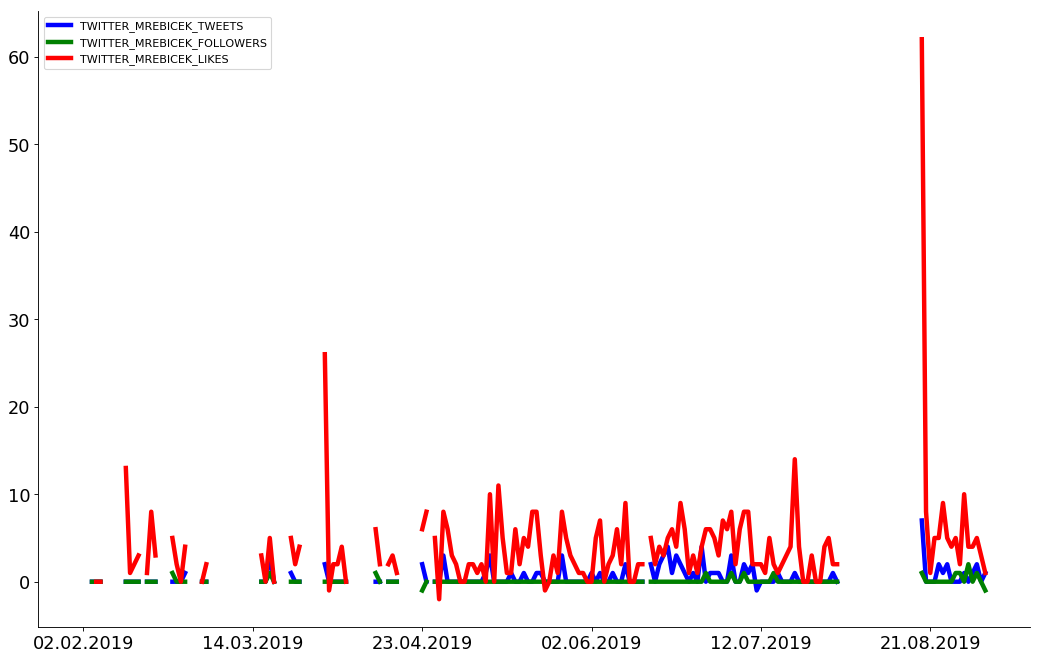 TWITTER_MREBICEK_TWEETS
TWITTER_MREBICEK_FOLLOWERS
TWITTER_MREBICEK_LIKES
60
50
40
30
20
10
0
02.02.2019 14.03.2019 23.04.2019 02.06.2019 12.07.2019 21.08.2019